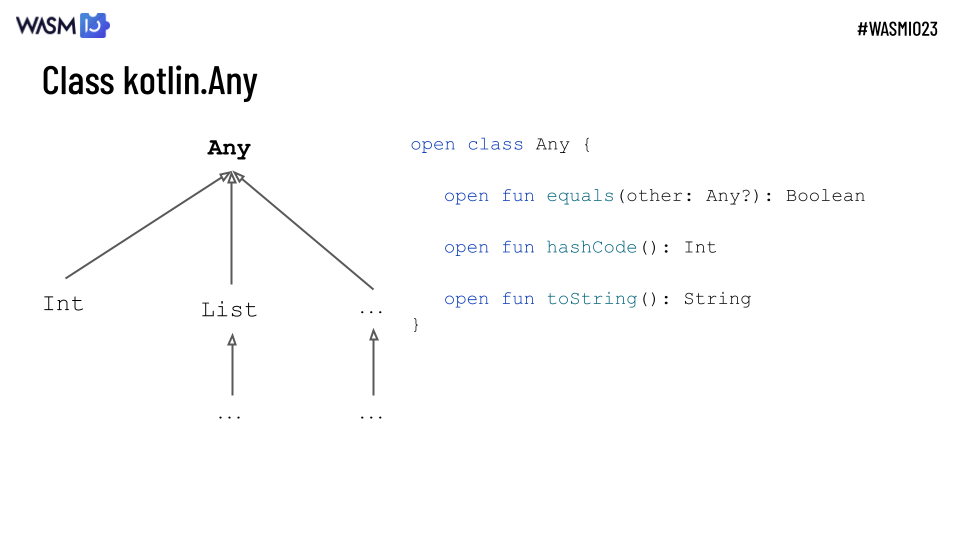 WASM IO
#WASMIO23
Class kotlin.Any
Any
Int
List
...
...
...
open class Any {
open fun equals(other: Any?): Boolean
open fun hashCode(): Int
open fun toString(): String
}